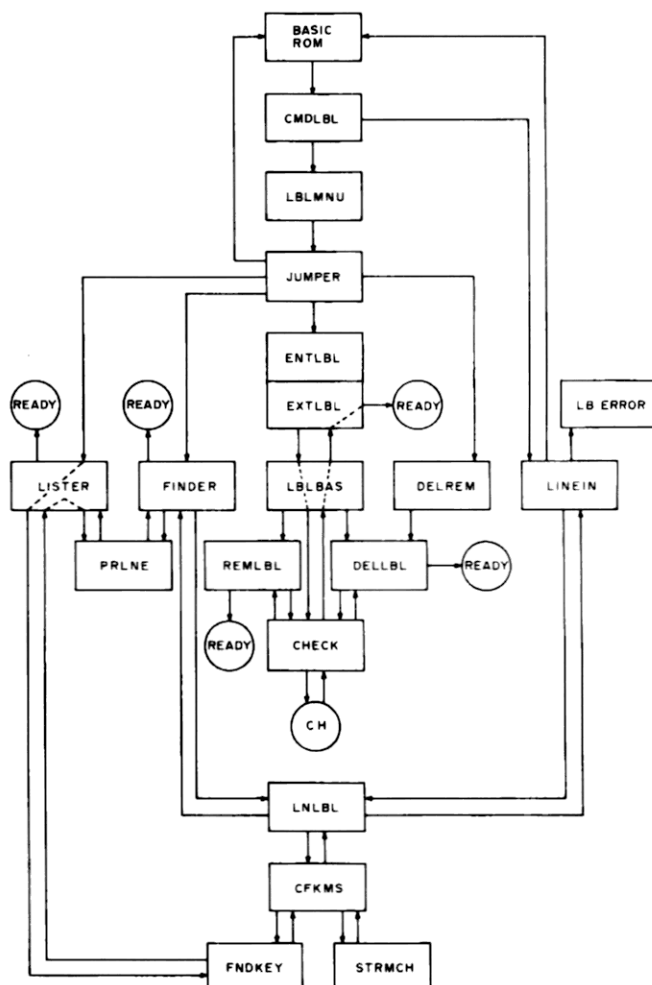 BASIC
ROM
CMDLBL
LBLMNU
JUMPER
ENTLBL
READY
READY
EXTLBL
READY
LB ERROR
LISTER
FINDER
LBLBAS
DELREM
LINEIN
PRLNE
REMLBL
DELLBL
READY
READY
CHECK
CH
LNLBL
CFKMS
FNDKEY
STRMCH